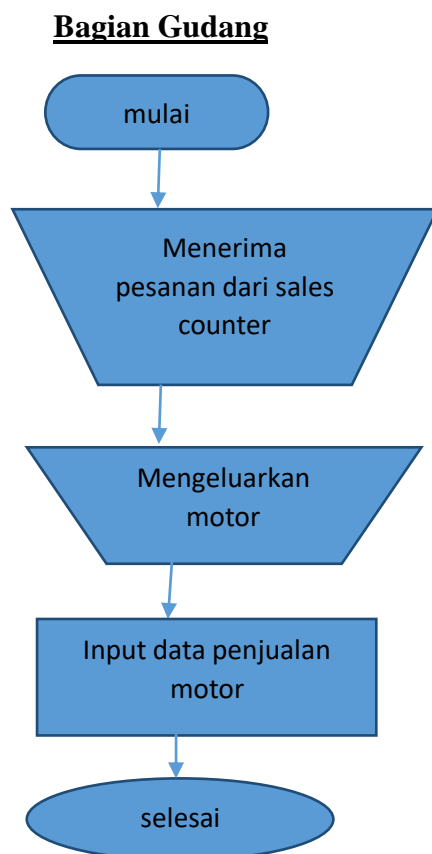 Bagian Gudang
mulai
Menerima
pesanan dari sales
counter
Mengeluarkan
motor
Input data penjualan
motor
selesai